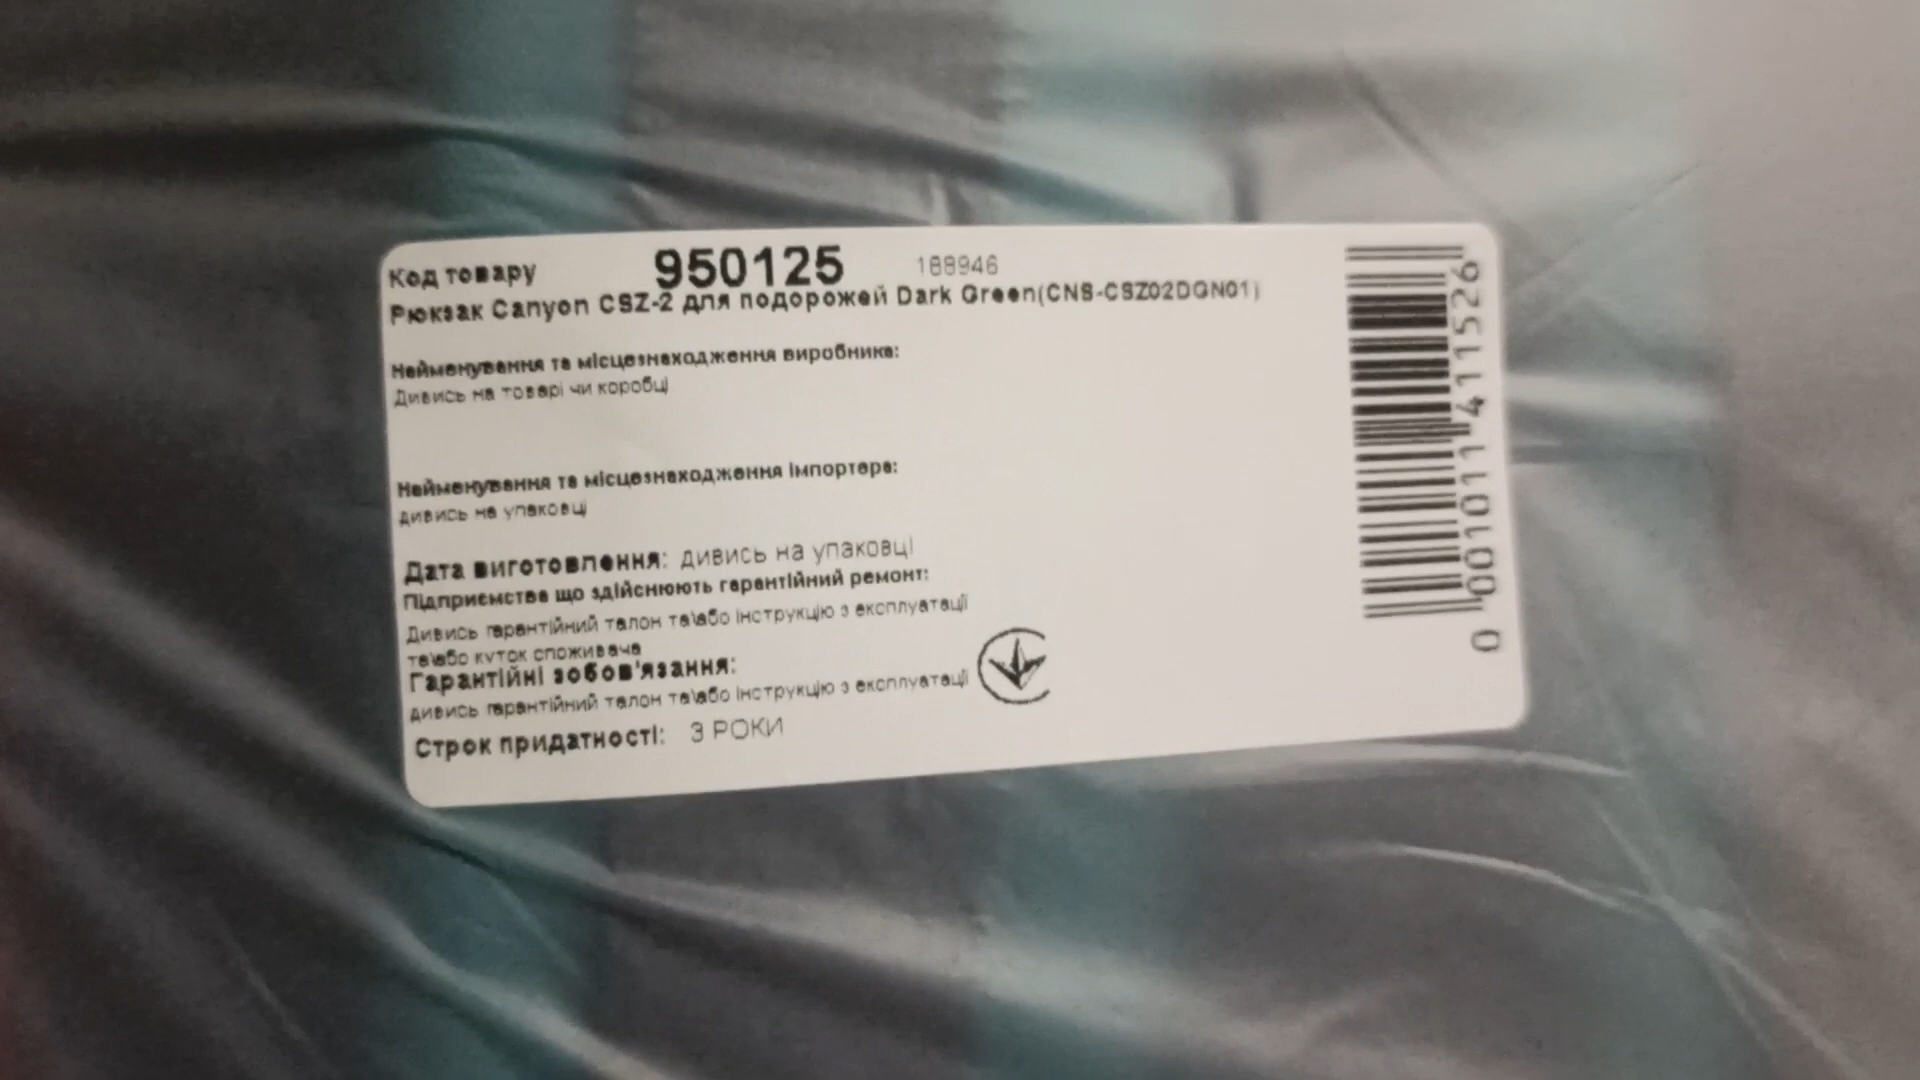 Код товару 950125 188946
Рюкзак Canyon CSZ-2 для подорожей Dark Green(CNS-CSZ02DGN01)
Найменування та місцезнаходження виробника:
Дивись на товарі чи коробці
Найменування та місцезнаходження імпортера:
дивись на упаковці
Дата виготовлення: дивись на упаковці
Підприємства що здійснюють гарантійний ремонт:
Дивись гарантійний талон та\або інструкцію з експлуатації
та\або куток споживача
Гарантійні зобов'язання:
дивись гарантійний талон та\або інструкцію з експлуатації
Строк придатності: 3 РОКИ
0 001011 411526